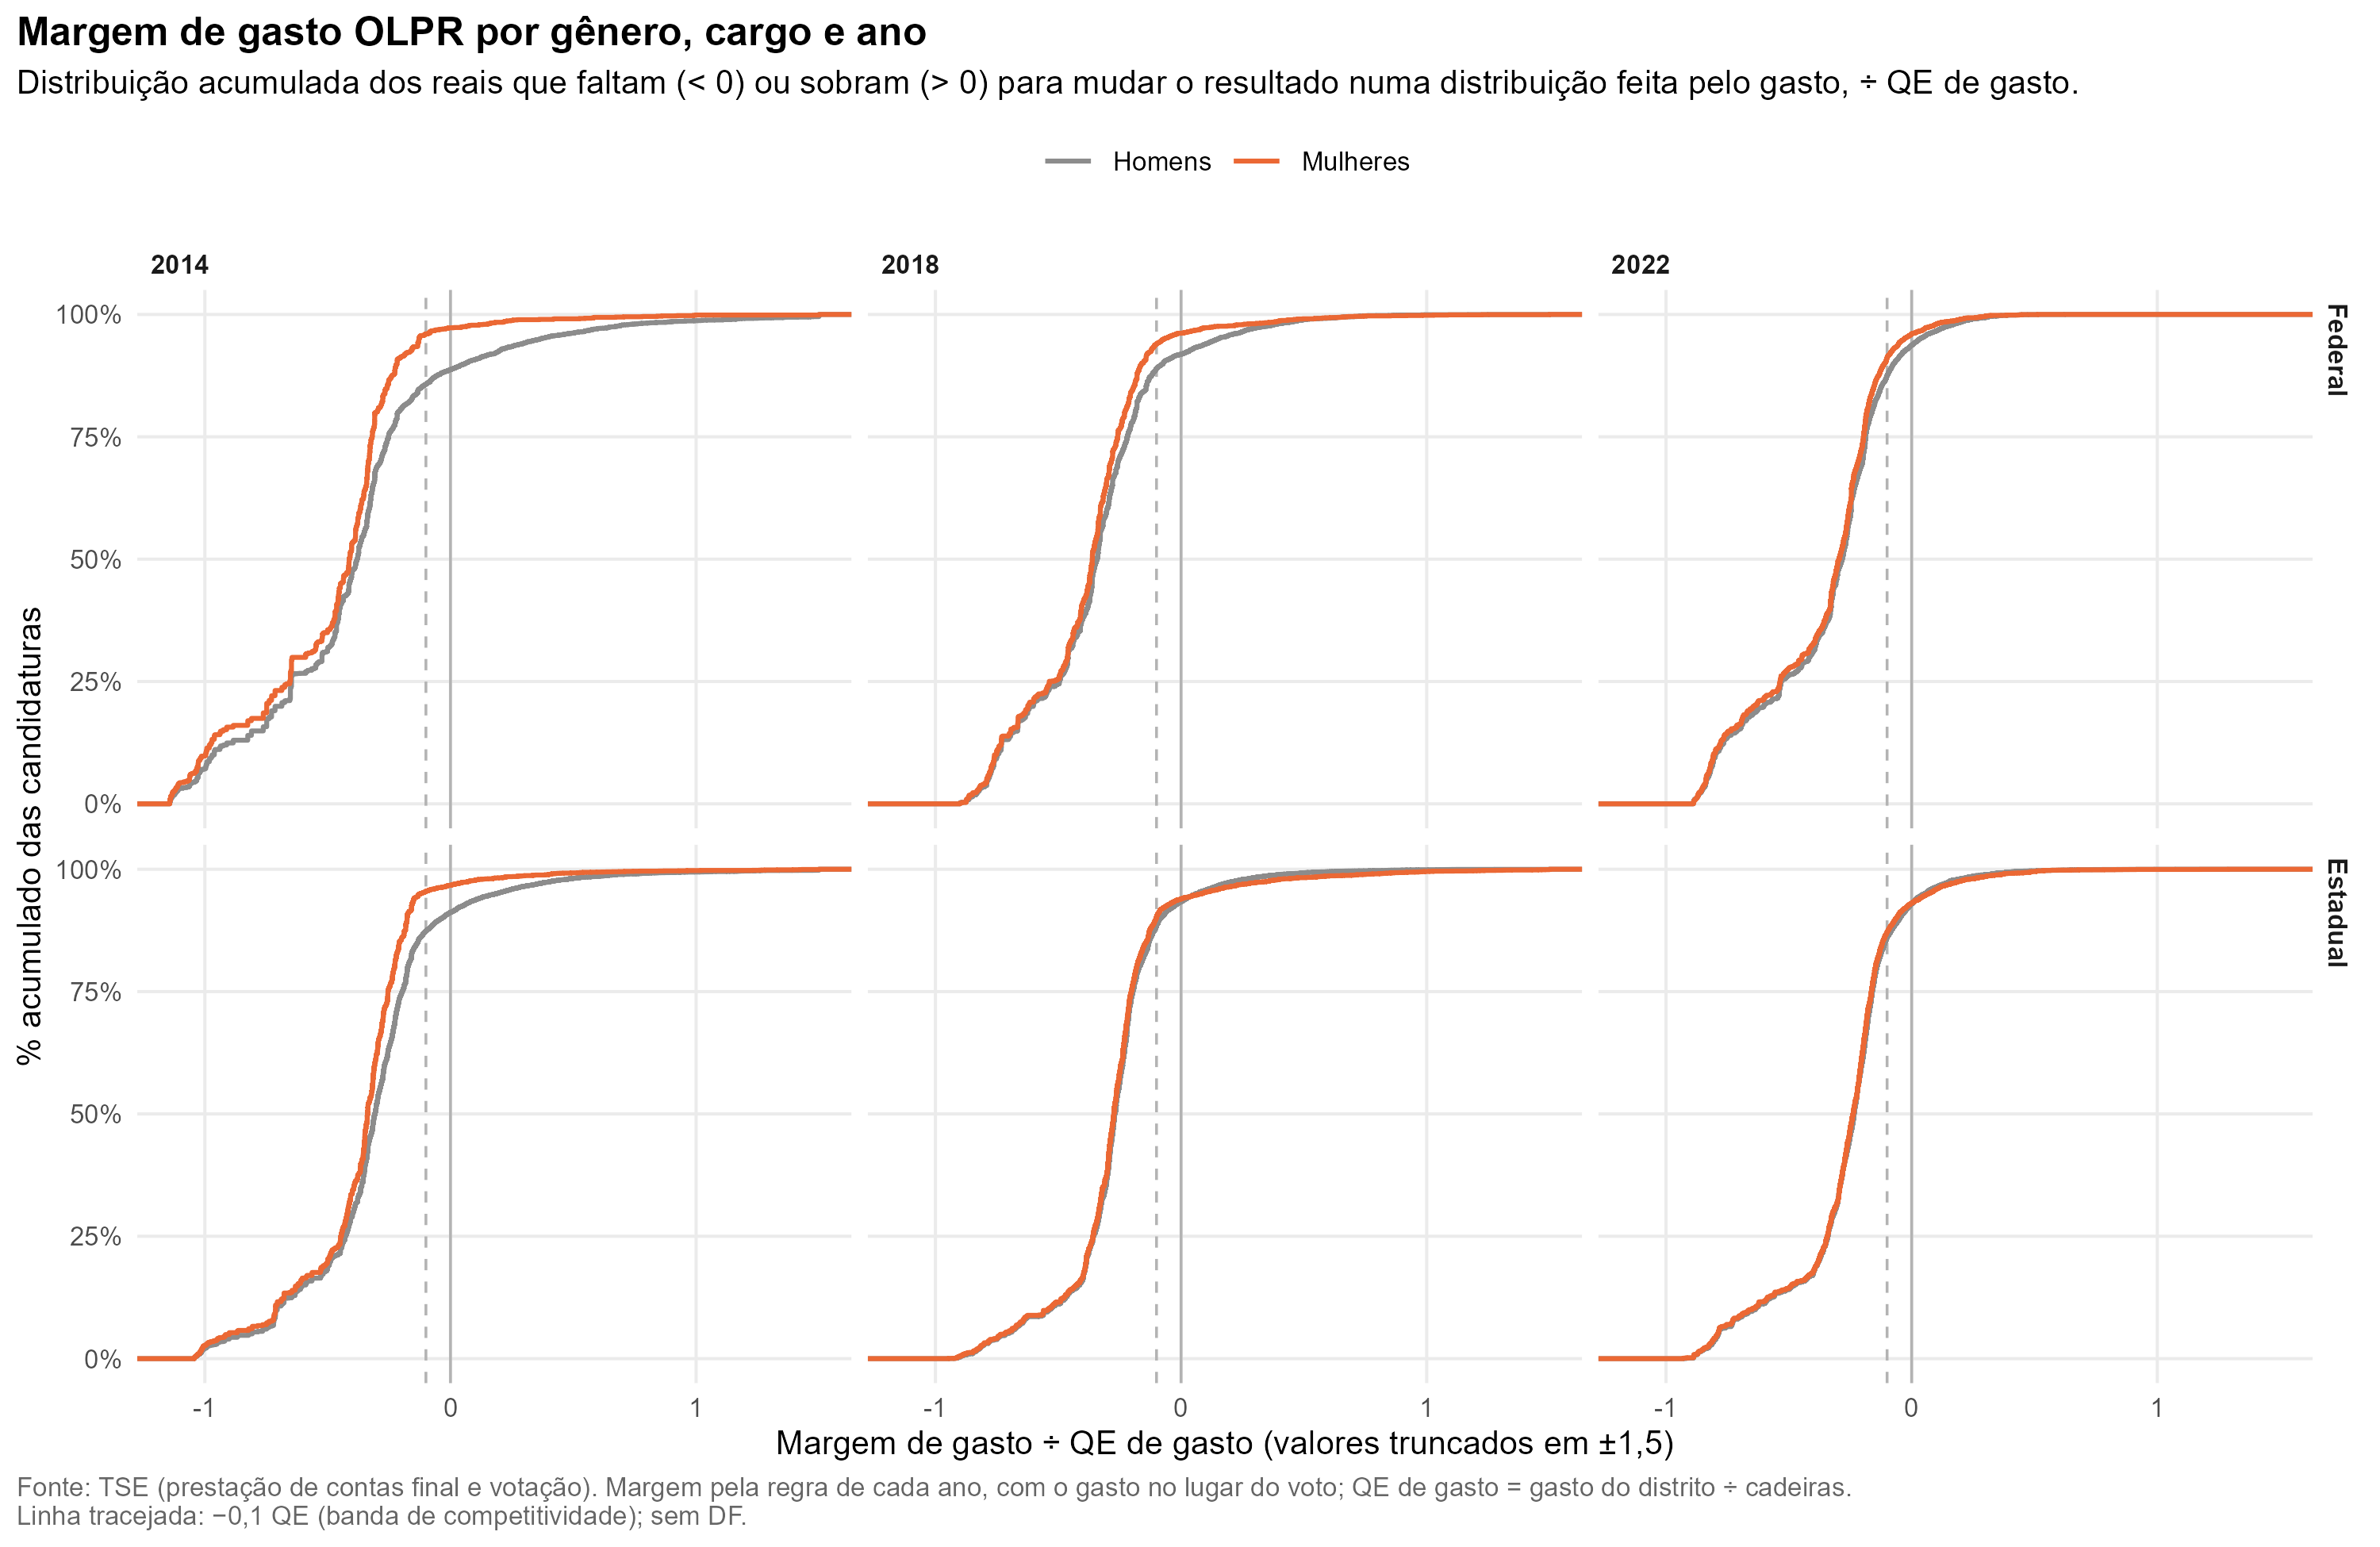 Margem de gasto OLPR por gênero, cargo e ano
Distribuição acumulada dos reais que faltam (< 0) ou sobram (> 0) para mudar o resultado numa distribuição feita pelo gasto, ÷ QE de gasto.
Homens Mulheres
2014 2018 2022
100%
75%
50%
25%
0%
Federal
100%
75%
50%
25%
0%
Estadual
% acumulado das candidaturas
-1 0 1 -1 0 1 -1 0 1
Margem de gasto ÷ QE de gasto (valores truncados em ±1,5)
Fonte: TSE (prestação de contas final e votação). Margem pela regra de cada ano, com o gasto no lugar do voto; QE de gasto = gasto do distrito ÷ cadeiras.
Linha tracejada: −0,1 QE (banda de competitividade); sem DF.